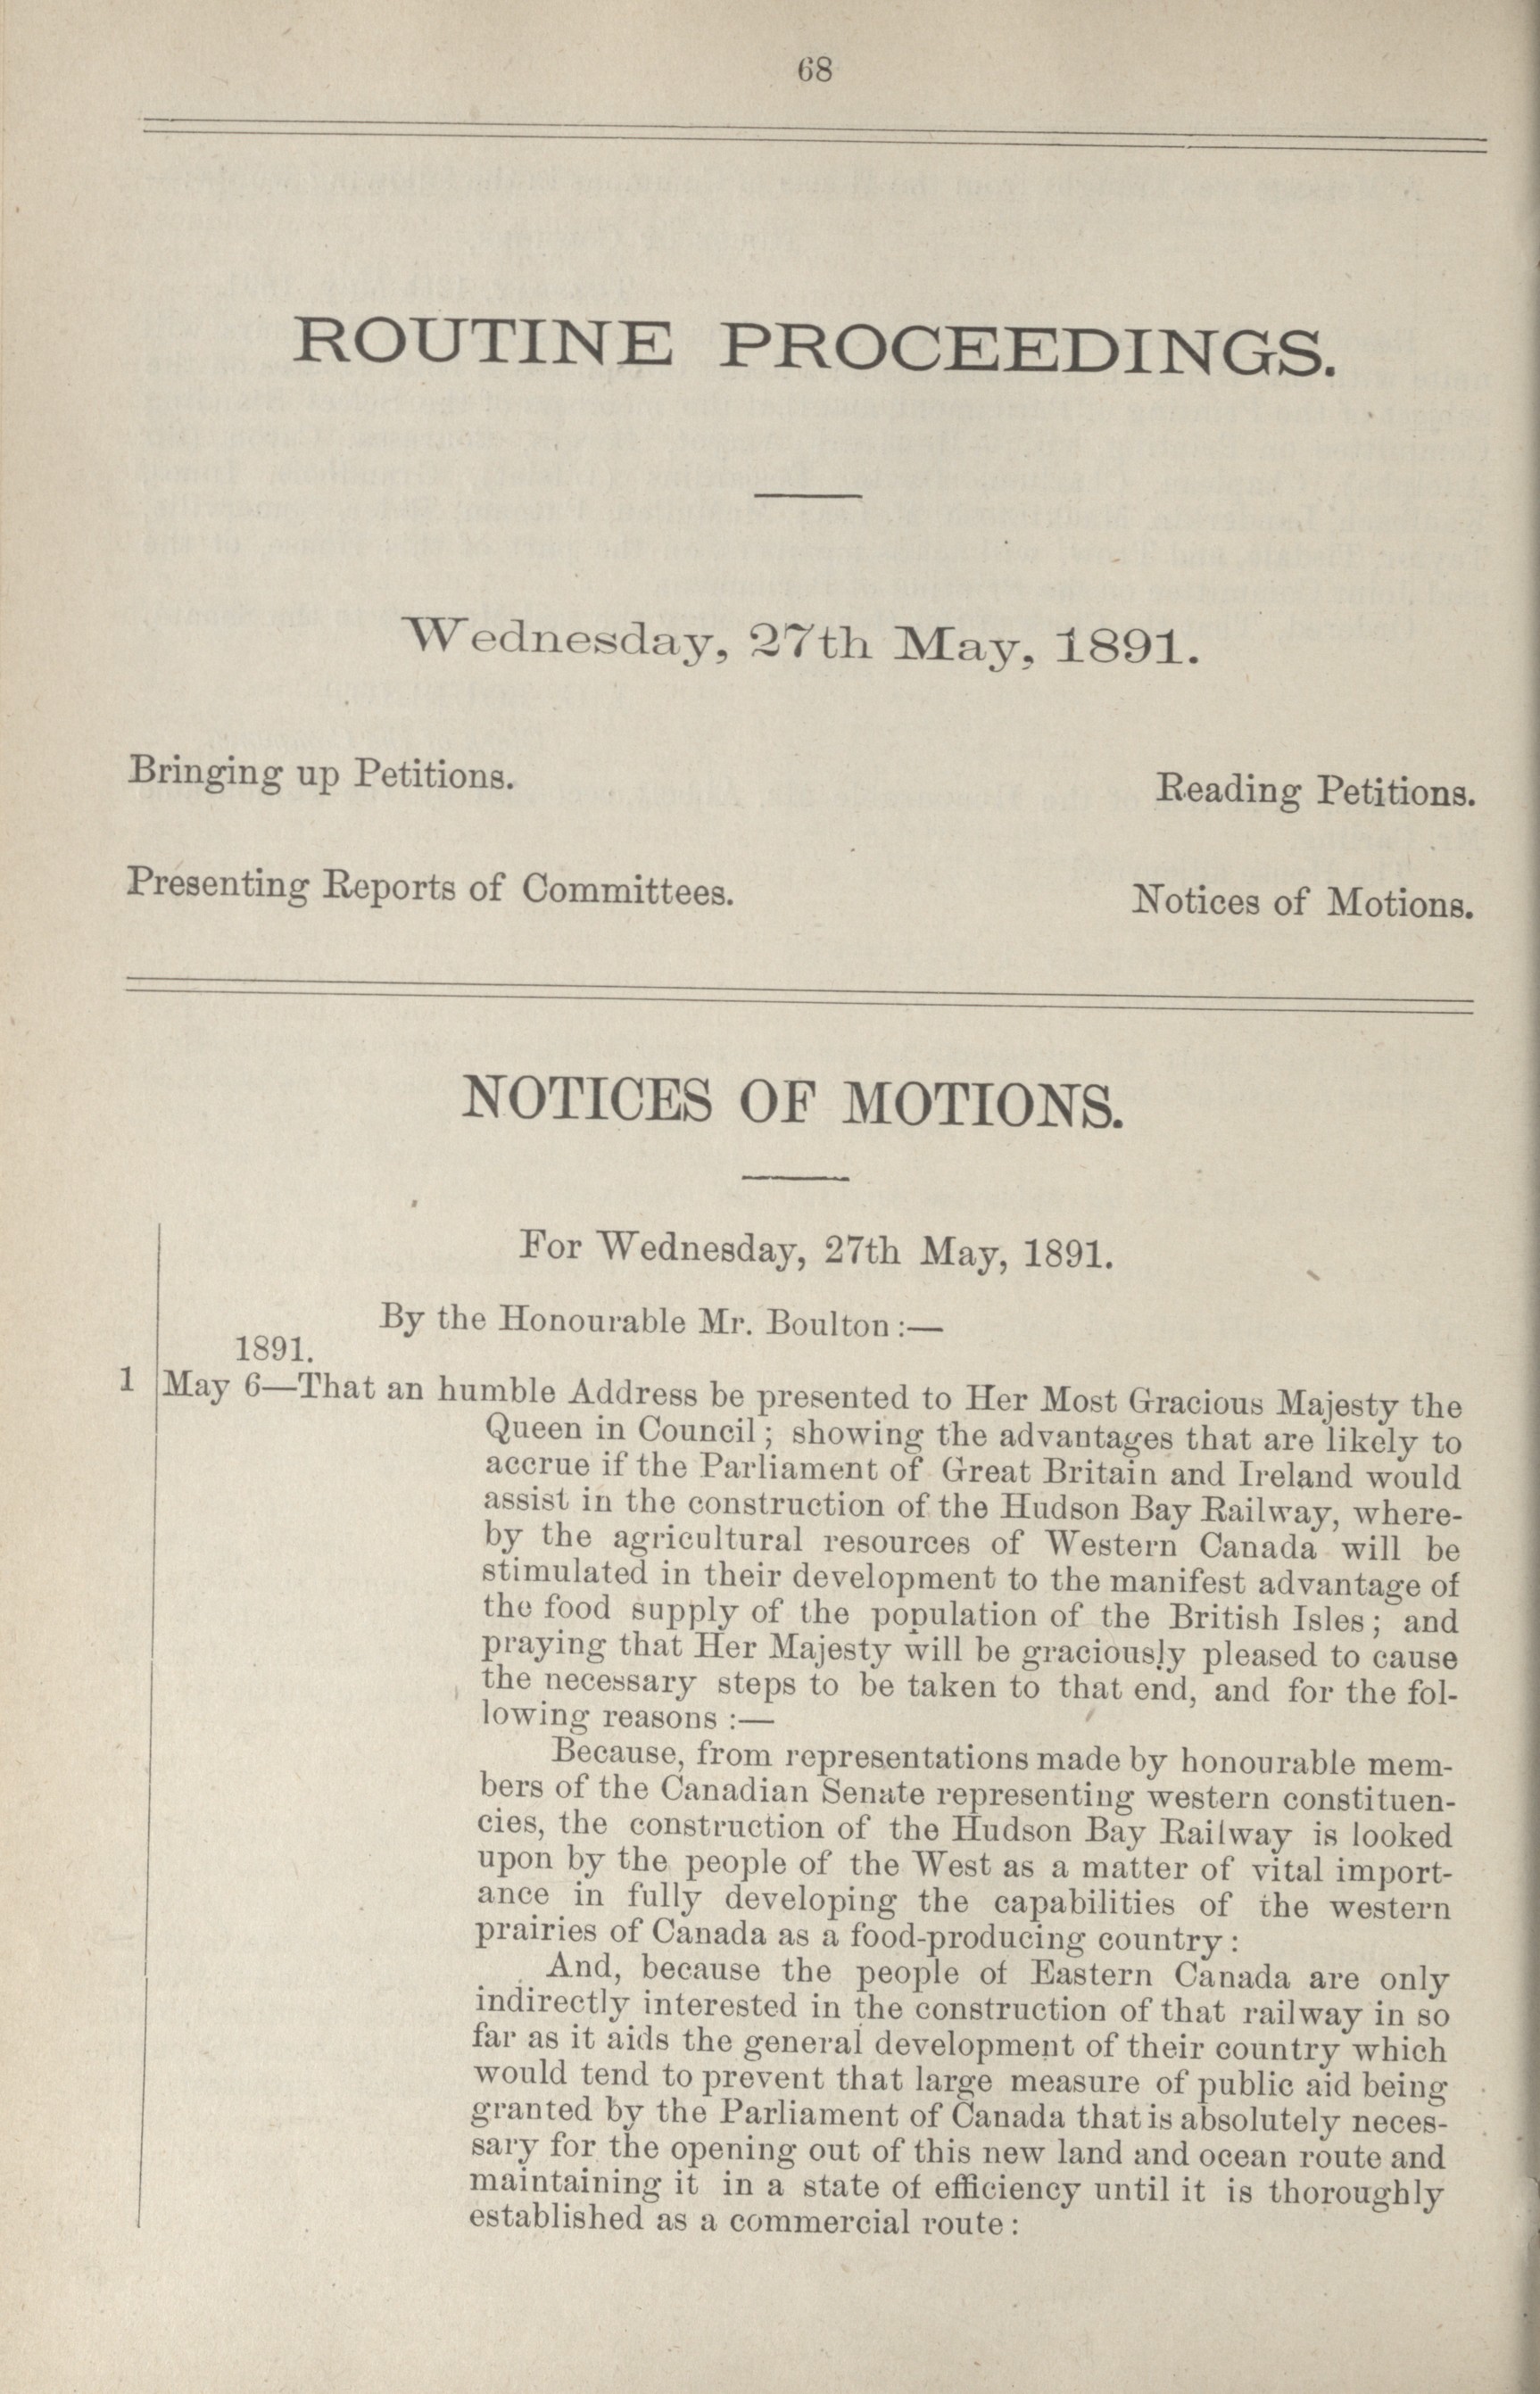 68
ROUTINE PROCEEDINGS.
Wednesday, 27th May, 1891.
Bringing up Petitions.
Reading Petitions.
Presenting Reports of Committees.
Notices of Motions.
NOTICES OF MOTIONS.
For Wednesday, 27th May, 1891.
By the Honourable Mr. Boulton :—
1891.
1 May 6—That an humble Address be presented to Her Most Gracious Majesty the
Queen in Council ; showing the advantages that are likely to
accrue if the Parliament of Great Britain and Ireland would
assist in the construction of the Hudson Bay Railway, where-
by the agricultural resources of Western Canada will be
stimulated in their development to the manifest advantage of
the food supply of the population of the British Isles ; and
praying that Her Majesty will be graciously pleased to cause
the necessary steps to be taken to that end, and for the fol-
lowing reasons :—
Because, from representations made by honourable mem-
bers of the Canadian Senate representing western constituen-
cies, the construction of the Hudson Bay Railway is looked
upon by the people of the West as a matter of vital import-
ance in fully developing the capabilities of the western
prairies of Canada as a food-producing country :
And, because the people of Eastern Canada are only
indirectly interested in the construction of that railway in so
far as it aids the general development of their country which
would tend to prevent that large measure of public aid being
granted by the Parliament of Canada that is absolutely neces-
sary for the opening out of this new land and ocean route and
maintaining it in a state of efficiency until it is thoroughly
established as a commercial route :